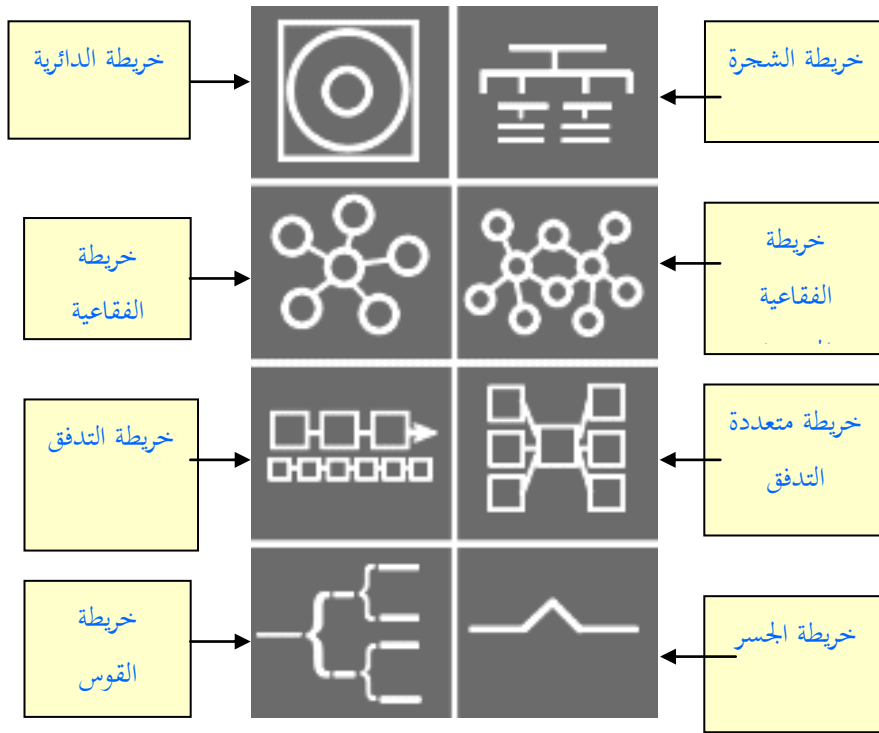 خريطة الدائرية
خريطة الشجرة
خريطة
الفقاعية
خريطة
الفقاعية
خريطة التدفق
خريطة متعددة
التدفق
خريطة
القوس
خريطة الجسر